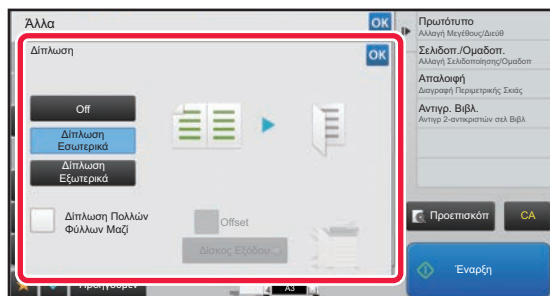 Άλλα
OK
Δίπλωση
OK
Off
Δίπλωση
Εσωτερικά
Δίπλωση
Εξωτερικά
Δίπλωση Πολλών
Φύλλων Μαζί
Offset
Δίσκος Εξόδου
A3
Πρωτότυπο
Αλλαγή Μεγέθους/Διεύθ
Σελιδοπ./Ομαδοπ.
Αλλαγή Σελιδοποίησης/Ομαδοπ
Απαλοιφή
Διαγραφή Περιμετρικής Σκιάς
Αντιγρ. Βιβλ.
Αντιγρ 2-αντικριστών σελ Βιβλ
Προεπισκόπ
CA
Έναρξη